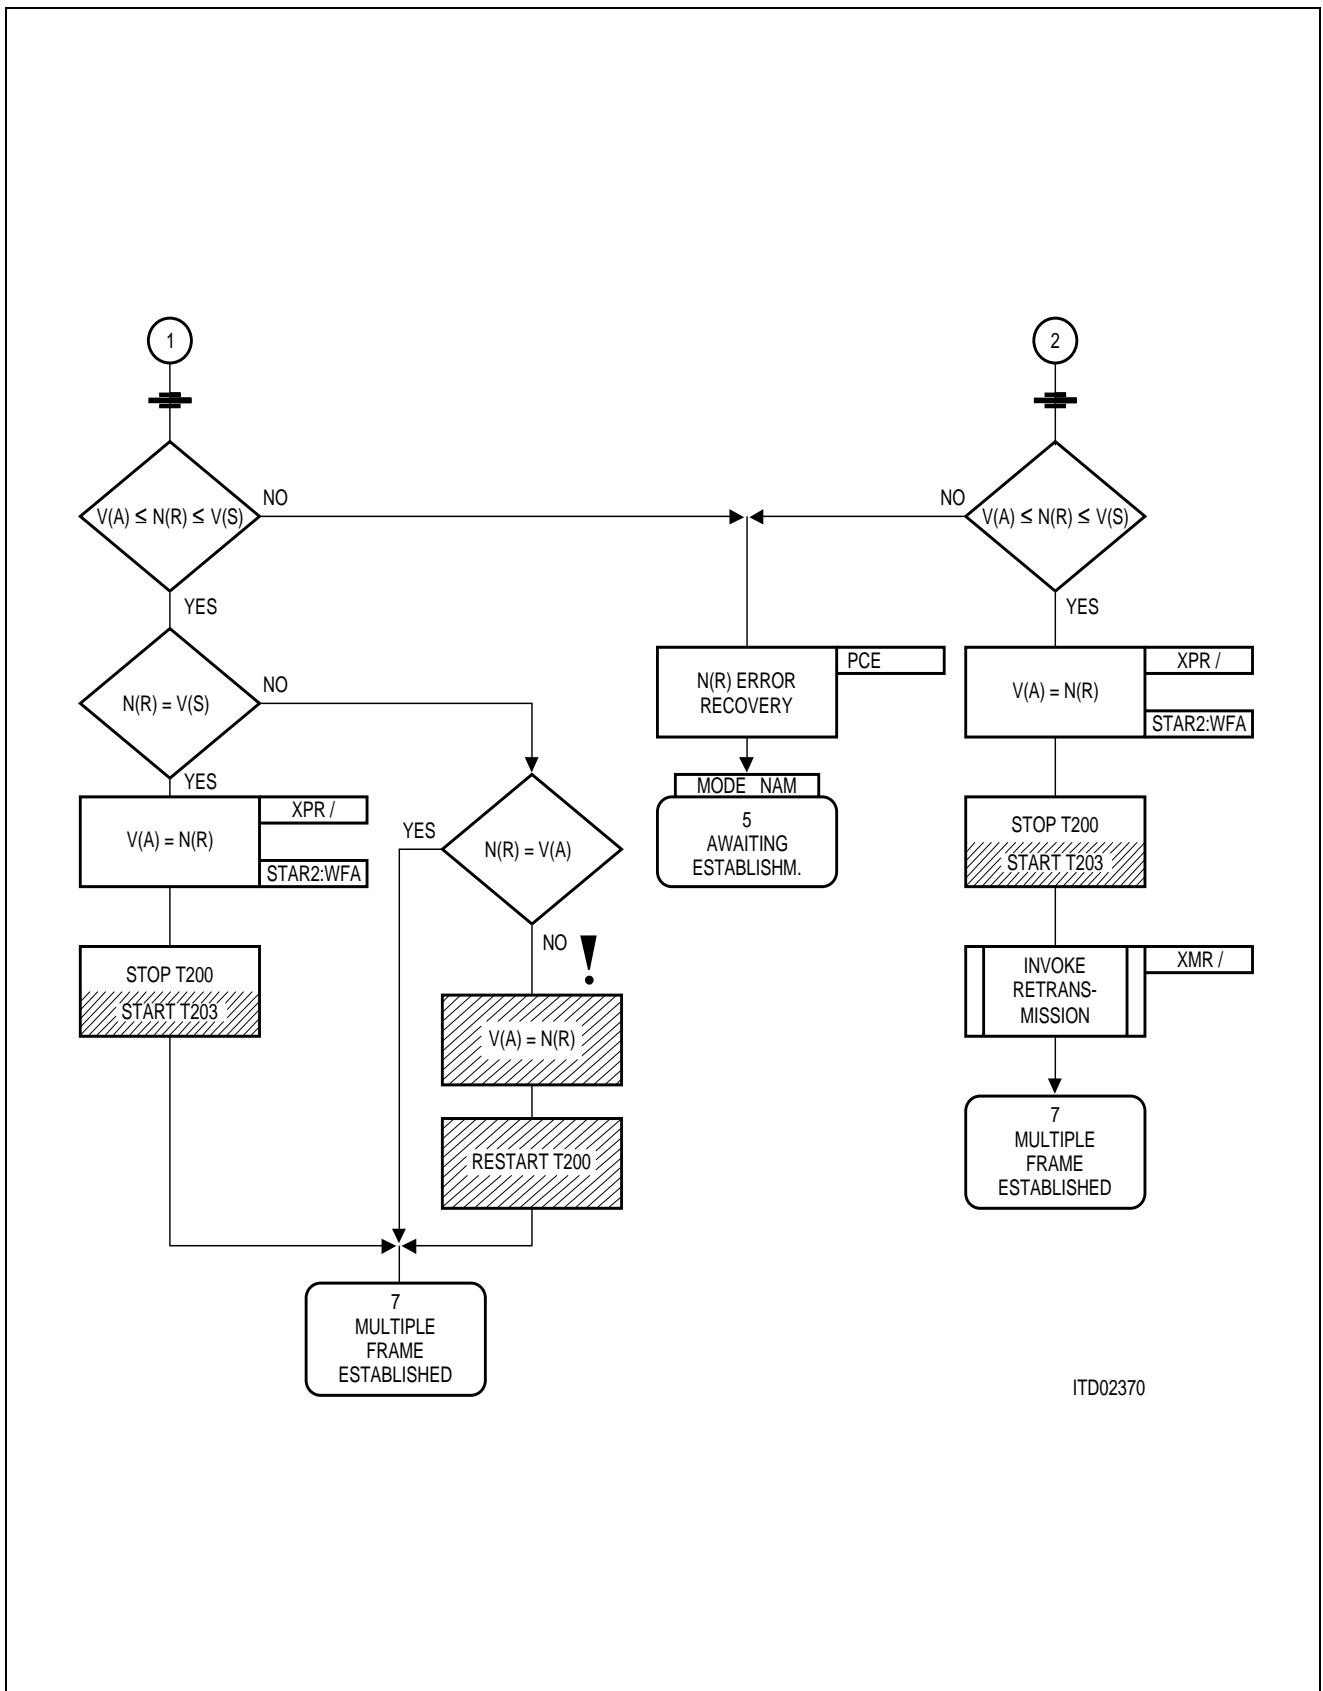 1
2
V(A) ≤ N(R) ≤ V(S)
NO
NO
V(A) ≤ N(R) ≤ V(S)
YES
YES
N(R) = V(S)
NO
N(R) ERROR
RECOVERY
PCE
V(A) = N(R)
XPR /
STAR2:WFA
YES
V(A) = N(R)
XPR /
STAR2:WFA
YES
N(R) = V(A)
MODE NAM
5
AWAITING
ESTABLISHM.
STOP T200
START T203
NO
!
STOP T200
START T203
V(A) = N(R)
INVOKE
RETRANS-
MISSION
XMR /
RESTART T200
7
MULTIPLE
FRAME
ESTABLISHED
7
MULTIPLE
FRAME
ESTABLISHED
ITD02370